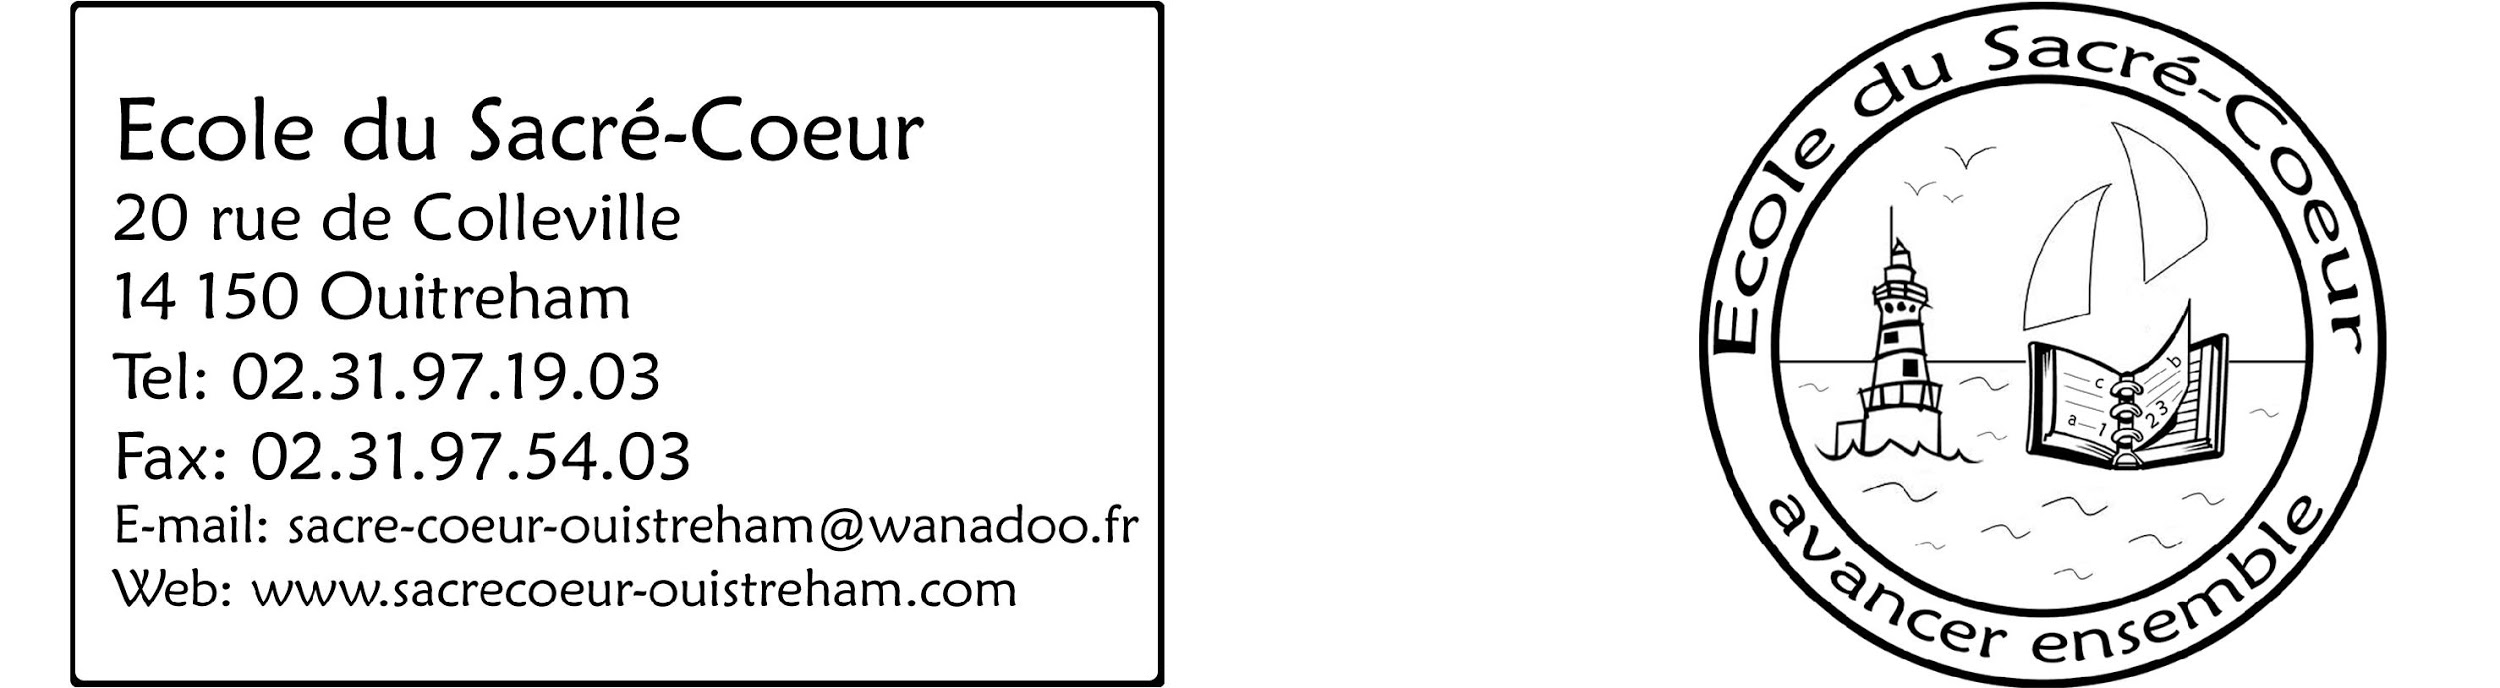 Ecole du Sacré-Coeur
20 rue de Colleville
14 150 Ouitreham
Tel: 02.31.97.19.03
Fax: 02.31.97.54.03
E-mail: sacre-coeur-ouistreham@wanadoo.fr
Web: www.sacrecoeur-ouistreham.com
Ecole du Sacré-Coeur
c b
a 1 23
avancer ensemble